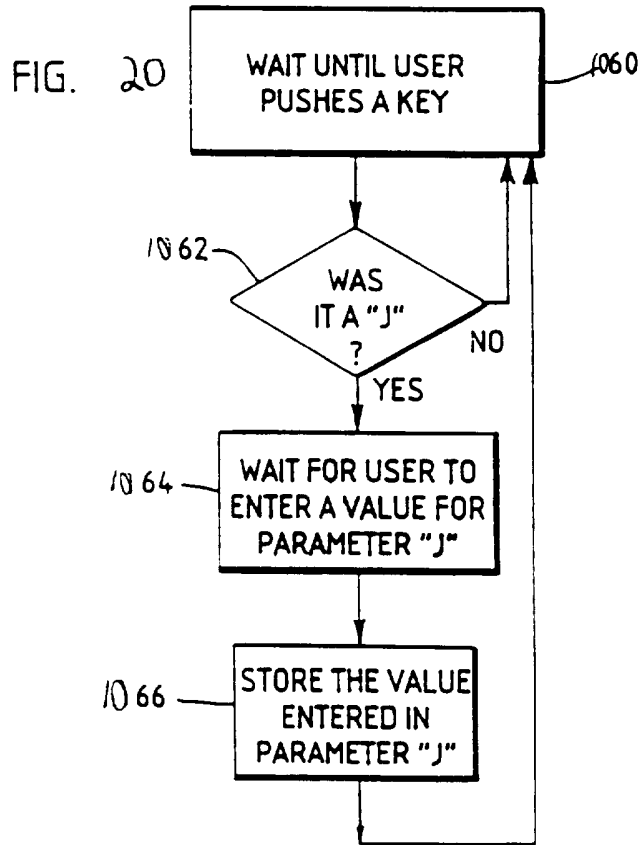 FIG. 20
WAIT UNTIL USER
PUSHES A KEY
1060
1062
WAS
IT A "J"
?
NO
YES
1064
WAIT FOR USER TO
ENTER A VALUE FOR
PARAMETER "J"
1066
STORE THE VALUE
ENTERED IN
PARAMETER "J"